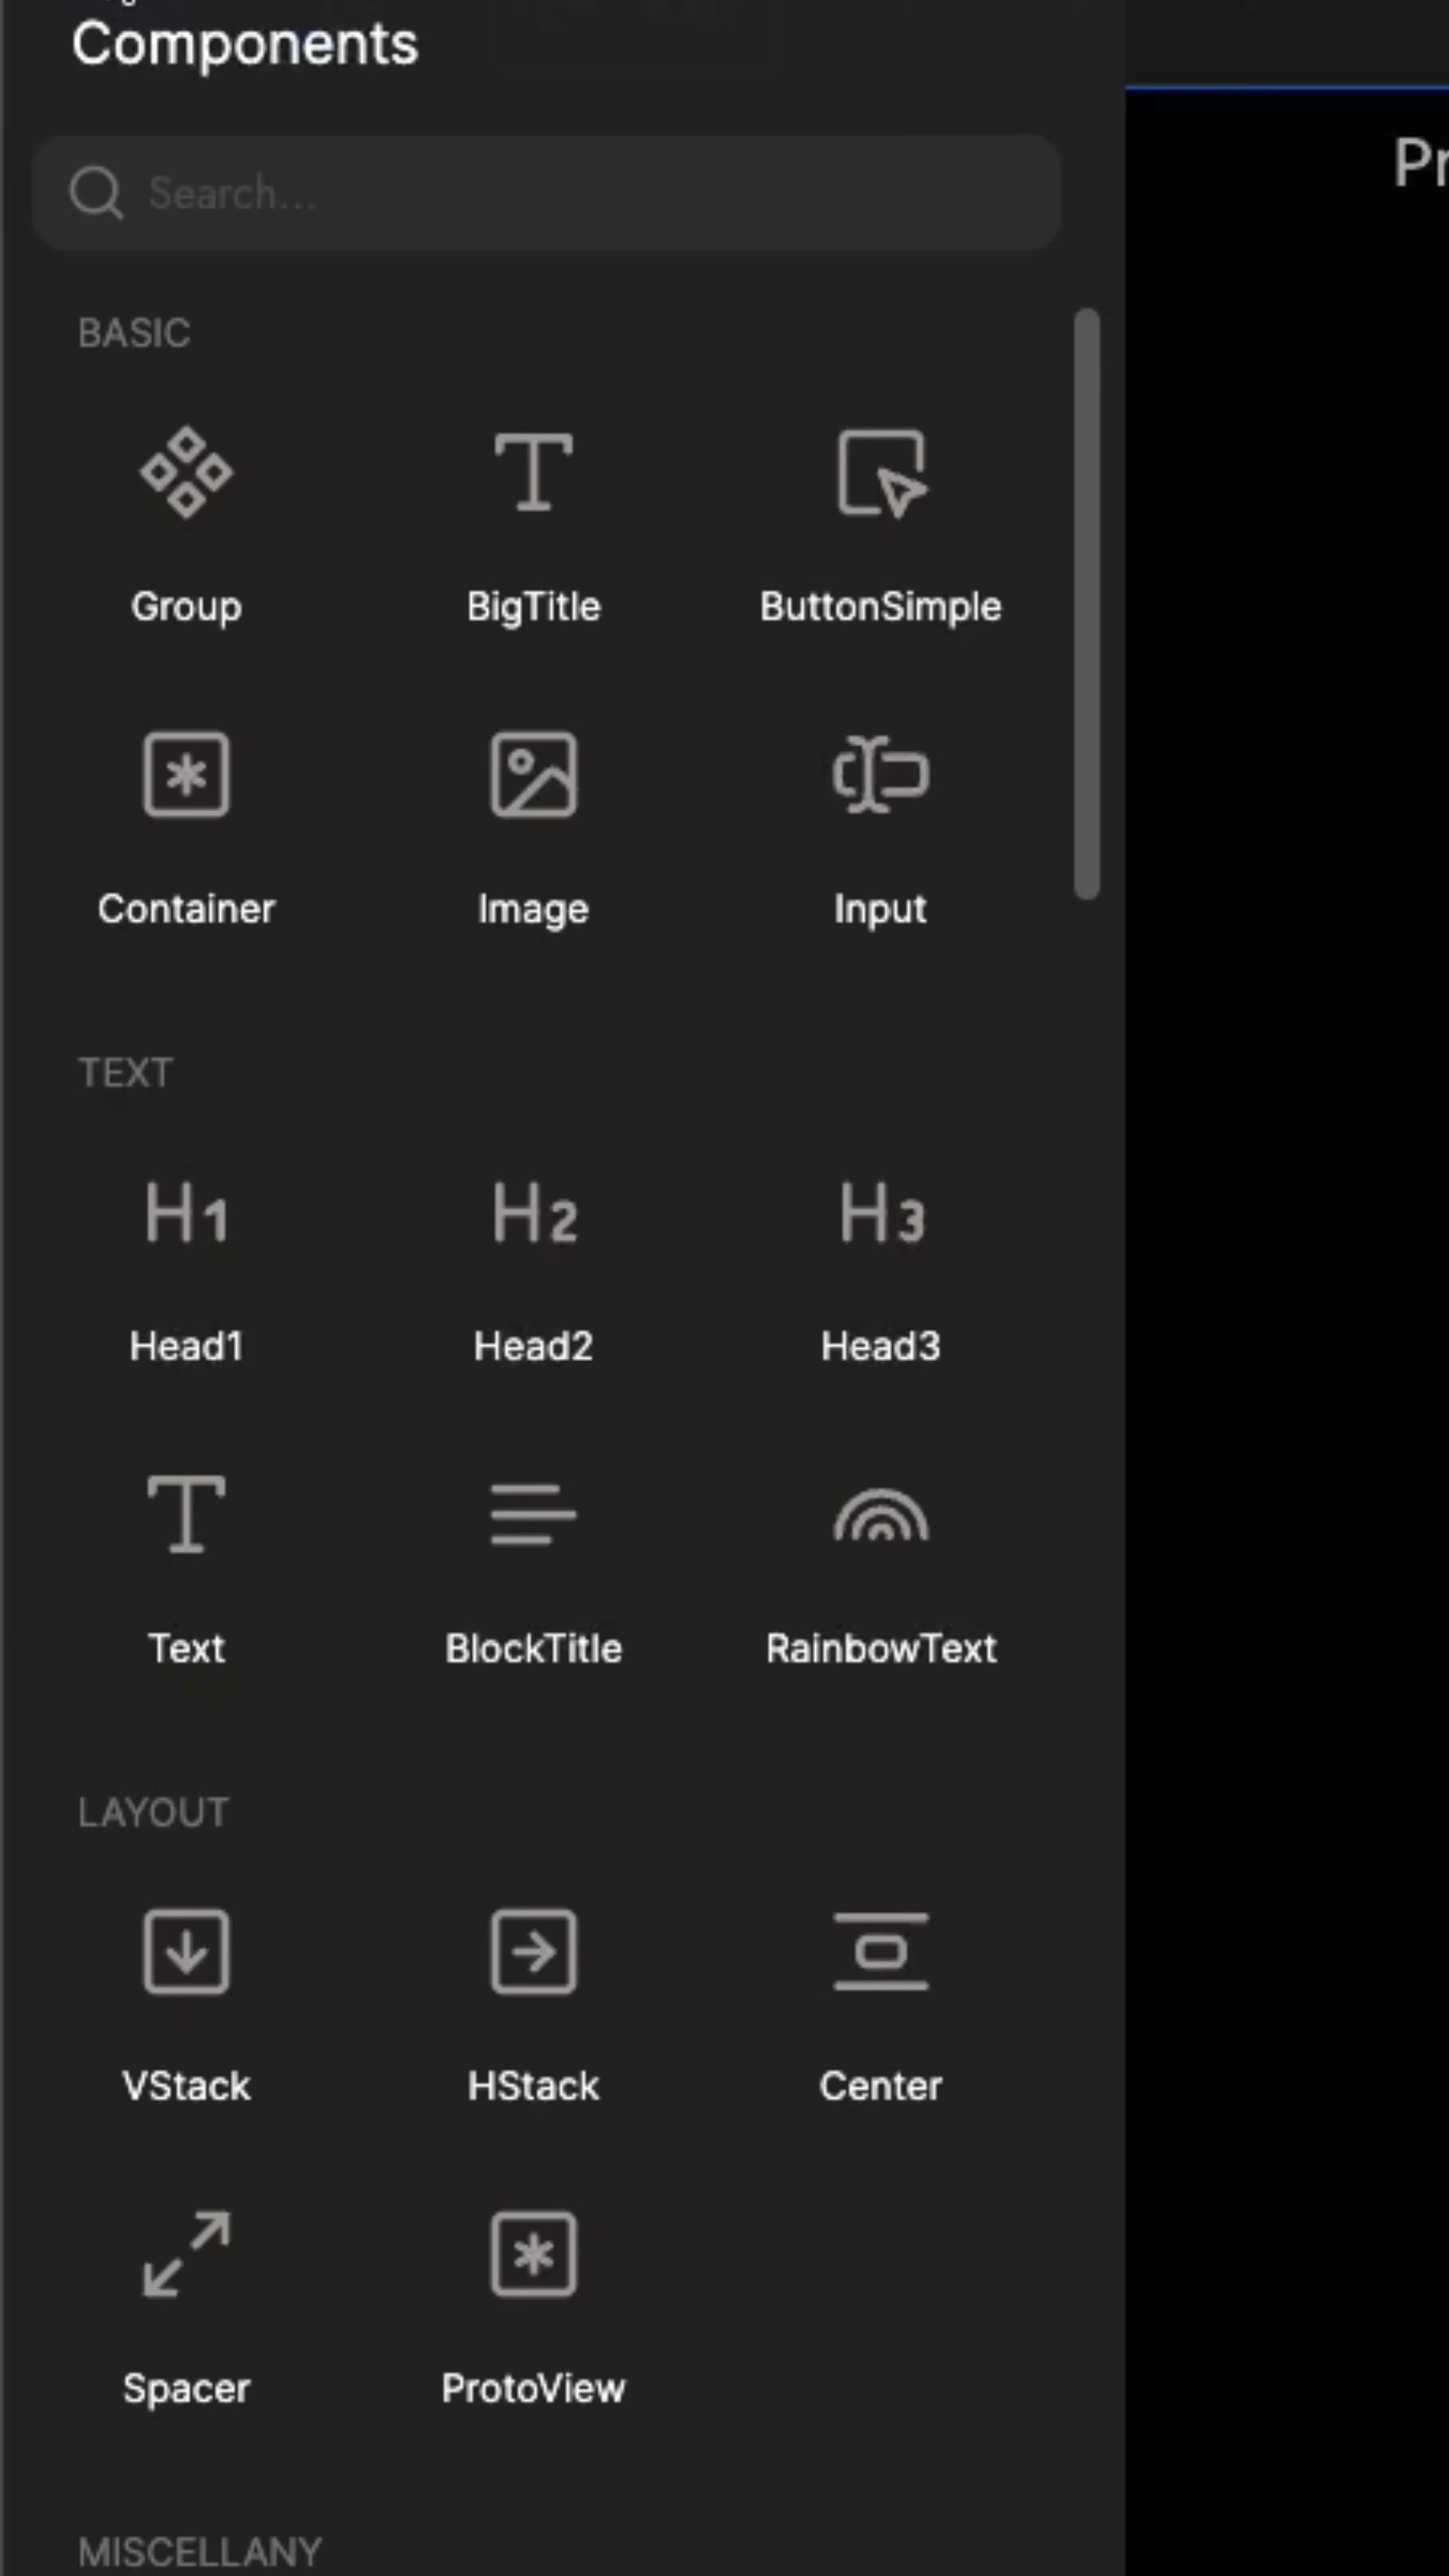 Components
Search...
BASIC
Group BigTitle ButtonSimple
Container Image Input
TEXT
H1 H2 H3
Head1 Head2 Head3
T
Text BlockTitle RainbowText
LAYOUT
VStack HStack Center
Spacer ProtoView
MISCELLANY